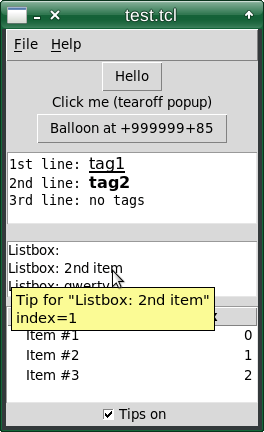 test.tcl
File Help
Hello
Click me (tearoff popup)
Balloon at +999999+85
1st line: tag1
2nd line: tag2
3rd line: no tags
Listbox:
Listbox: 2nd item
Listbox: qwerty
Tip for "Listbox: 2nd item"
index=1
Item #1 0
Item #2 1
Item #3 2
Tips on